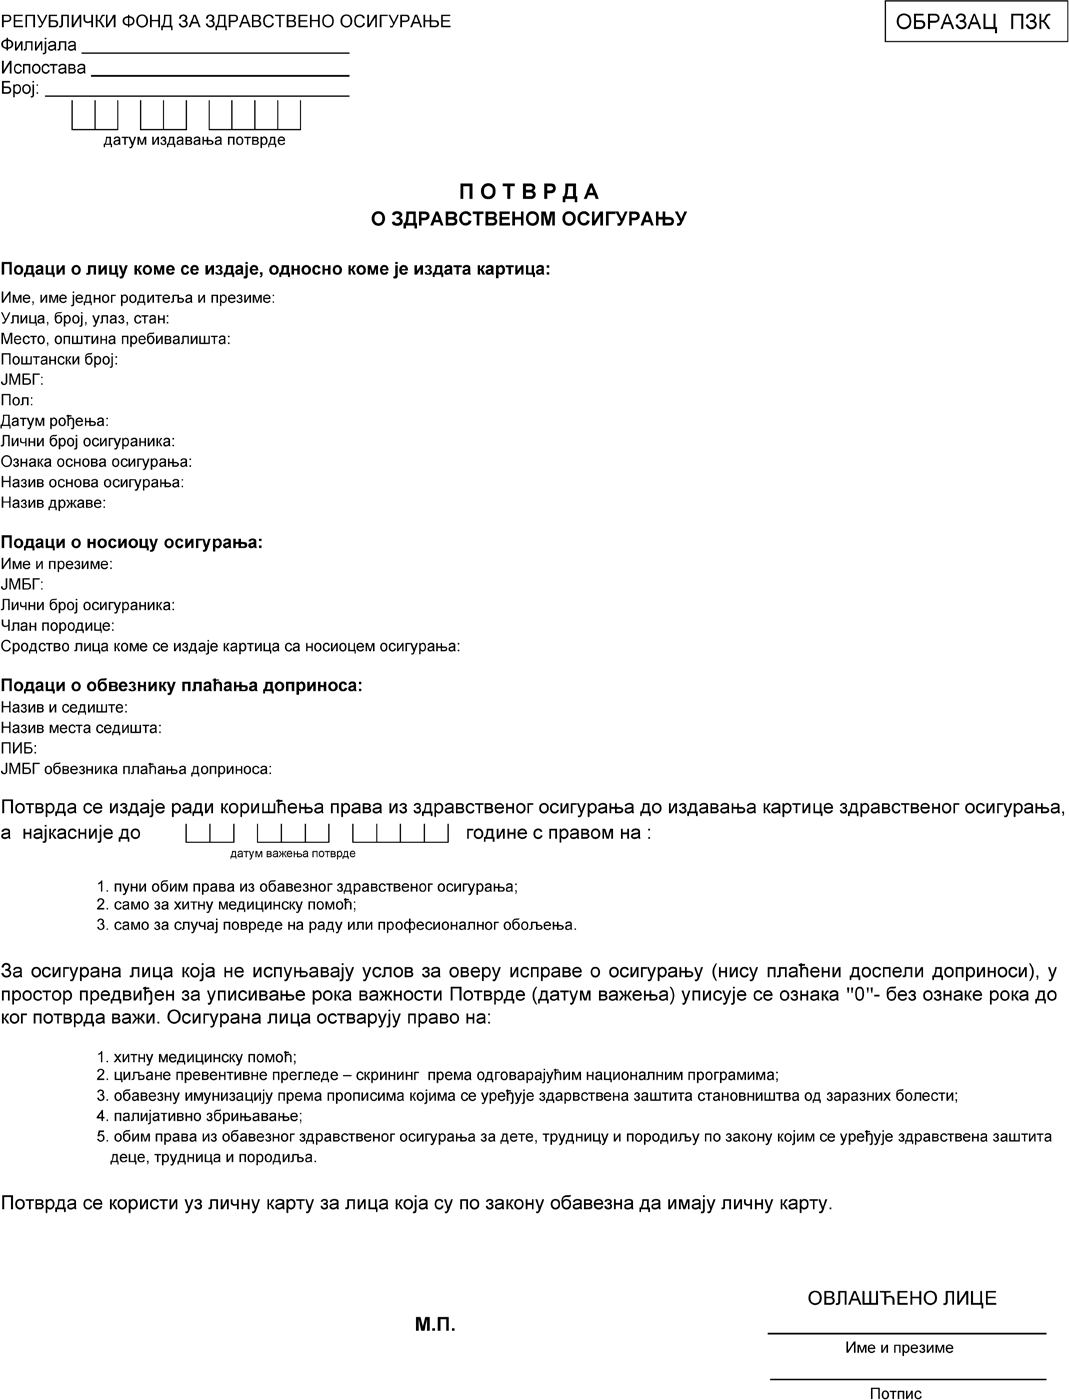 РЕПУБЛИЧКИ ФОНД ЗА ЗДРАВСТВЕНО ОСИГУРАЊЕ
ОБРАЗАЦ ПЗК
Филијала
Испостава
Број:
датум издавања потврде
П О Т В Р Д А
О ЗДРАВСТВЕНОМ ОСИГУРАЊУ
Подаци о лицу коме се издаје, односно коме је издата картица:
Име, име једног родитеља и презиме:
Улица, број, улаз, стан:
Место, општина пребивалишта:
Поштански број:
ЈМБГ:
Пол:
Датум рођења:
Лични број осигураника:
Ознака основа осигурања:
Назив основа осигурања:
Назив државе:
Подаци о носиоцу осигурања:
Име и презиме:
ЈМБГ:
Лични број осигураника:
Члан породице:
Сродство лица коме се издаје картица са носиоцем осигурања:
Подаци о обвезнику плаћања доприноса:
Назив и седиште:
Назив места седишта:
ПИБ:
ЈМБГ обвезника плаћања доприноса:
Потврда се издаје ради коришћења права из здравственог осигурања до издавања картице здравственог осигурања,
а најкасније до године с правом на :
датум важења потврде
1. пуни обим права из обавезног здравственог осигурања;
2. само за хитну медицинску помоћ;
3. само за случај повреде на раду или професионалног обољења.
За осигурана лица која не испуњавају услов за оверу исправе о осигурању (нису плаћени доспели доприноси), у
простор предвиђен за уписивање рока важности Потврде (датум важења) уписује се ознака "0"- без ознаке рока до
ког потврда важи. Осигурана лица остварују право на:
1. хитну медицинску помоћ;
2. циљане превентивне прегледе – скрининг према одговарајућим националним програмима;
3. обавезну имунизацију према прописима којима се уређује здарвствена заштита становништва од заразних болести;
4. палијативно збрињавање;
5. обим права из обавезног здравственог осигурања за дете, трудницу и породиљу по закону којим се уређује здравствена заштита
деце, трудница и породиља.
Потврда се користи уз личну карту за лица која су по закону обавезна да имају личну карту.
ОВЛАШЋЕНО ЛИЦЕ
М.П.
Име и презиме
Потпис